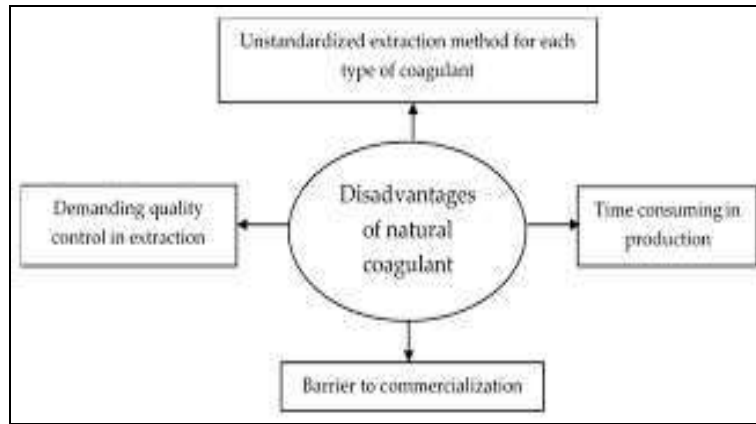 Unstandardized extraction method for each
type of coagulant
Demanding quality
control in extraction
Disadvantages
of natural
coagulant
Time consuming in
production
Barrier to commercialization